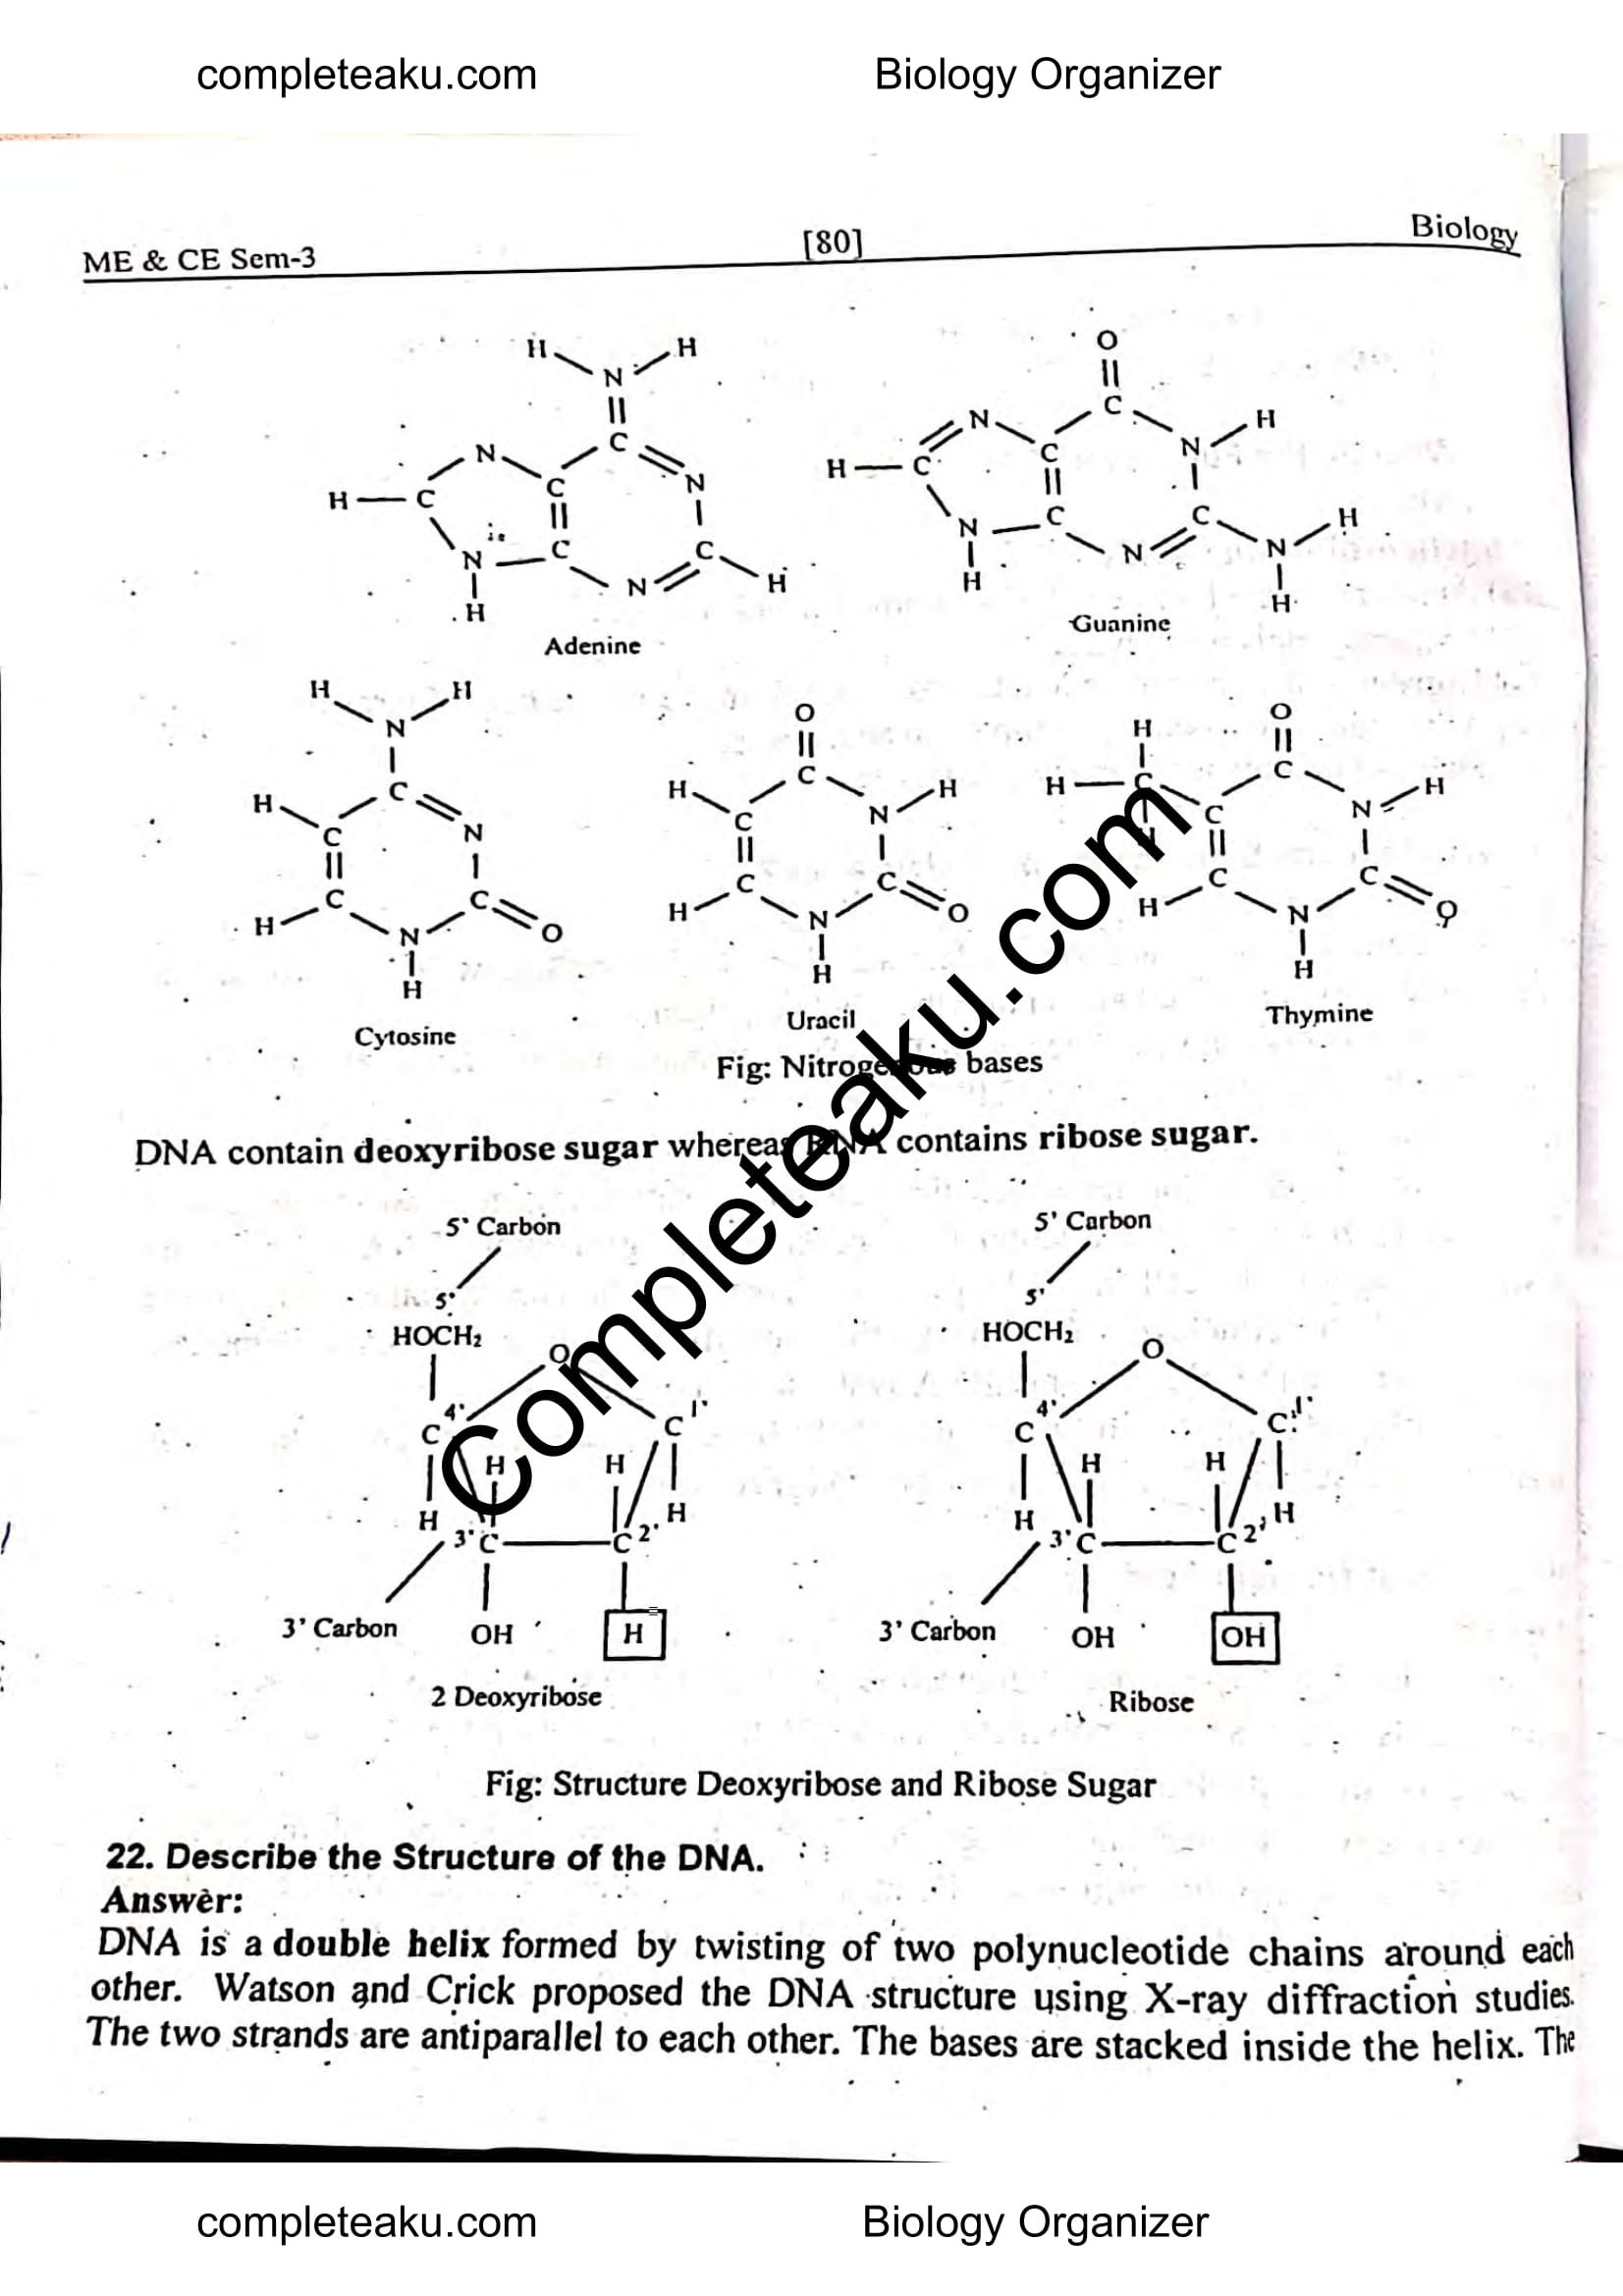 completeaku.com Biology Organizer
ME & CE Sem-3 [80] Biology
H H
N
C
N N
C
H C
C
N C
N H
H
Adenine
O
C H
N N
C
H C
N C C H
N N
H H
Guanine
H H
N
H C
C N
C C
H N O
H
Cytosine
O
H C H
C N
C C
H N O
H
Uracil
H O
H C C H
C N
H
C C
H N O
H
Thymine
Fig: Nitrogenous bases
DNA contain deoxyribose sugar whereas RNA contains ribose sugar.
5' Carbon
5'
HOCH₂ O
4' 1'
C C
H H
H H
3' C C 2'
3' Carbon OH H
2 Deoxyribose
5' Carbon
5'
HOCH₂ O
4' 1'
C C
H H
H H
3' C C 2'
3' Carbon OH OH
Ribose
Completeaku.com
Fig: Structure Deoxyribose and Ribose Sugar
22. Describe the Structure of the DNA.
Answer:
DNA is a double helix formed by twisting of two polynucleotide chains around each
other. Watson and Crick proposed the DNA structure using X-ray diffraction studies.
The two strands are antiparallel to each other. The bases are stacked inside the helix. The
completeaku.com Biology Organizer